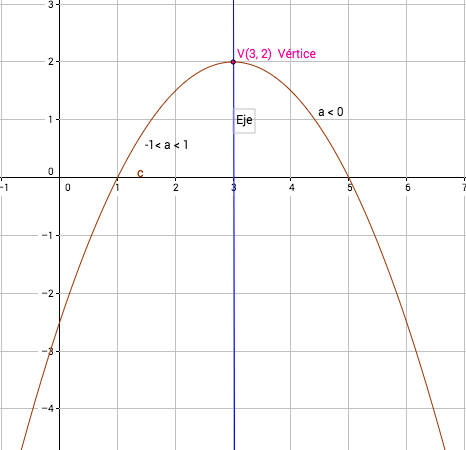 3
2
V(3, 2) Vértice
1
Eje
a < 0
-1< a < 1
c
0
-1 0 1 2 3 4 5 6 7
−1
−2
−3
−4